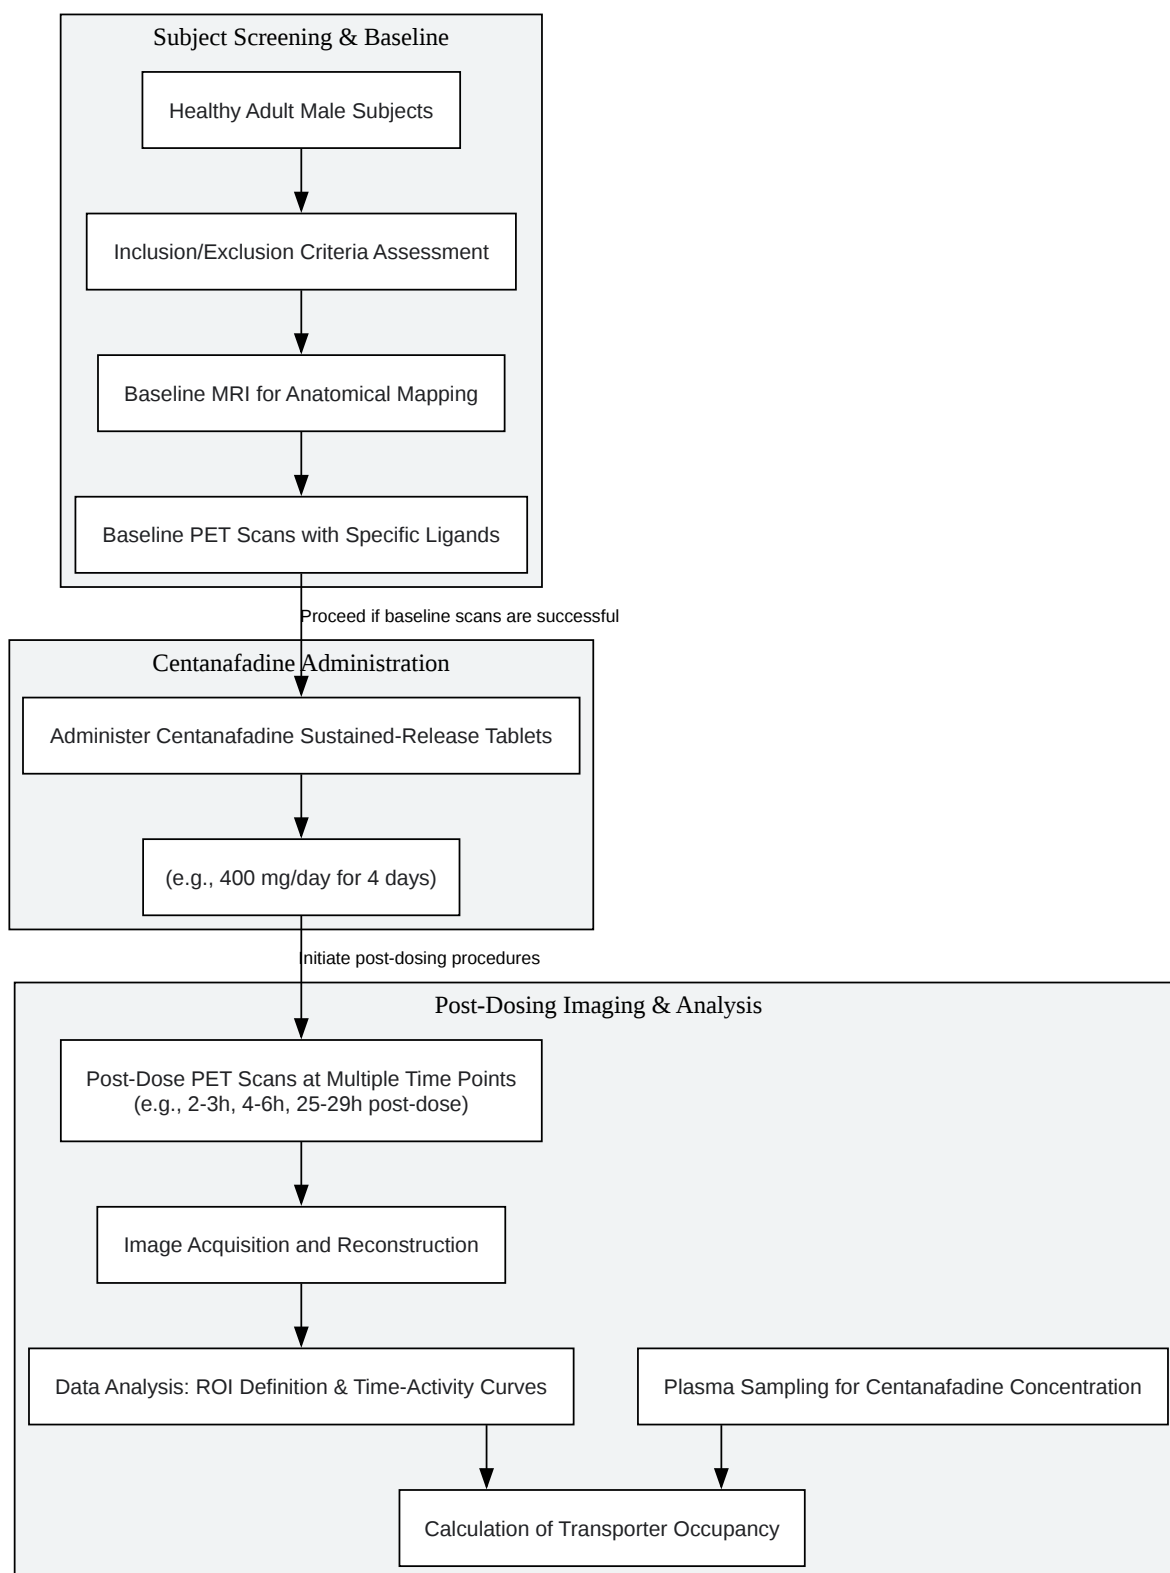 Subject Screening & Baseline
Healthy Adult Male Subjects
Inclusion/Exclusion Criteria Assessment
Baseline MRI for Anatomical Mapping
Baseline PET Scans with Specific Ligands
Proceed if baseline scans are successful
Centanafadine Administration
Administer Centanafadine Sustained-Release Tablets
(e.g., 400 mg/day for 4 days)
Initiate post-dosing procedures
Post-Dosing Imaging & Analysis
Post-Dose PET Scans at Multiple Time Points
(e.g., 2-3h, 4-6h, 25-29h post-dose)
Image Acquisition and Reconstruction
Data Analysis: ROI Definition & Time-Activity Curves
Plasma Sampling for Centanafadine Concentration
Calculation of Transporter Occupancy